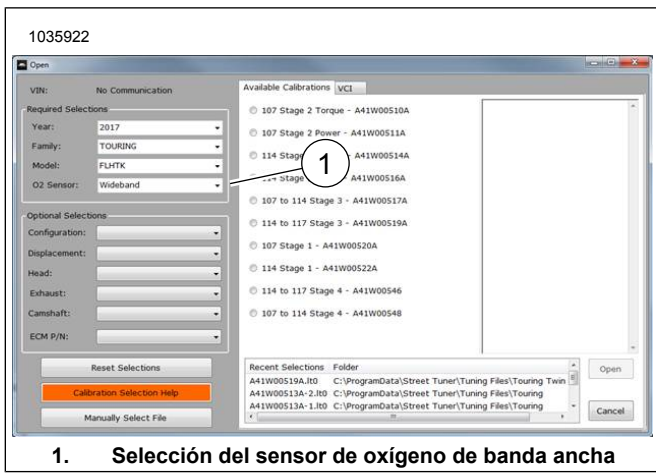 1035922
Open
VIN: No Communication
Required Selections
Year: 2017
Family: TOURING
Model: FLHTK
O2 Sensor: Wideband
Optional Selections
Configuration:
Displacement:
Head:
Exhaust:
Camshaft:
ECM P/N:
Reset Selections
Calibration Selection Help
Manually Select File
Available Calibrations VCI
107 Stage 2 Torque - A41W00510A
107 Stage 2 Power - A41W00511A
114 Stage A41W00514A
Stage A41W00516A
107 to 114 Stage 3 - A41W00517A
114 to 117 Stage 3 - A41W00519A
107 Stage 1 - A41W00520A
114 Stage 1 - A41W00522A
114 to 117 Stage 4 - A41W00546
107 to 114 Stage 4 - A41W00548
1
Recent Selections Folder
A41W00519A.lt0 C:\ProgramData\Street Tuner\Tuning Files\Touring Twin
A41W00513A-2.lt0 C:\ProgramData\Street Tuner\Tuning Files\Touring
A41W00513A-1.lt0 C:\ProgramData\Street Tuner\Tuning Files\Touring
Open
Cancel
1. Selección del sensor de oxígeno de banda ancha